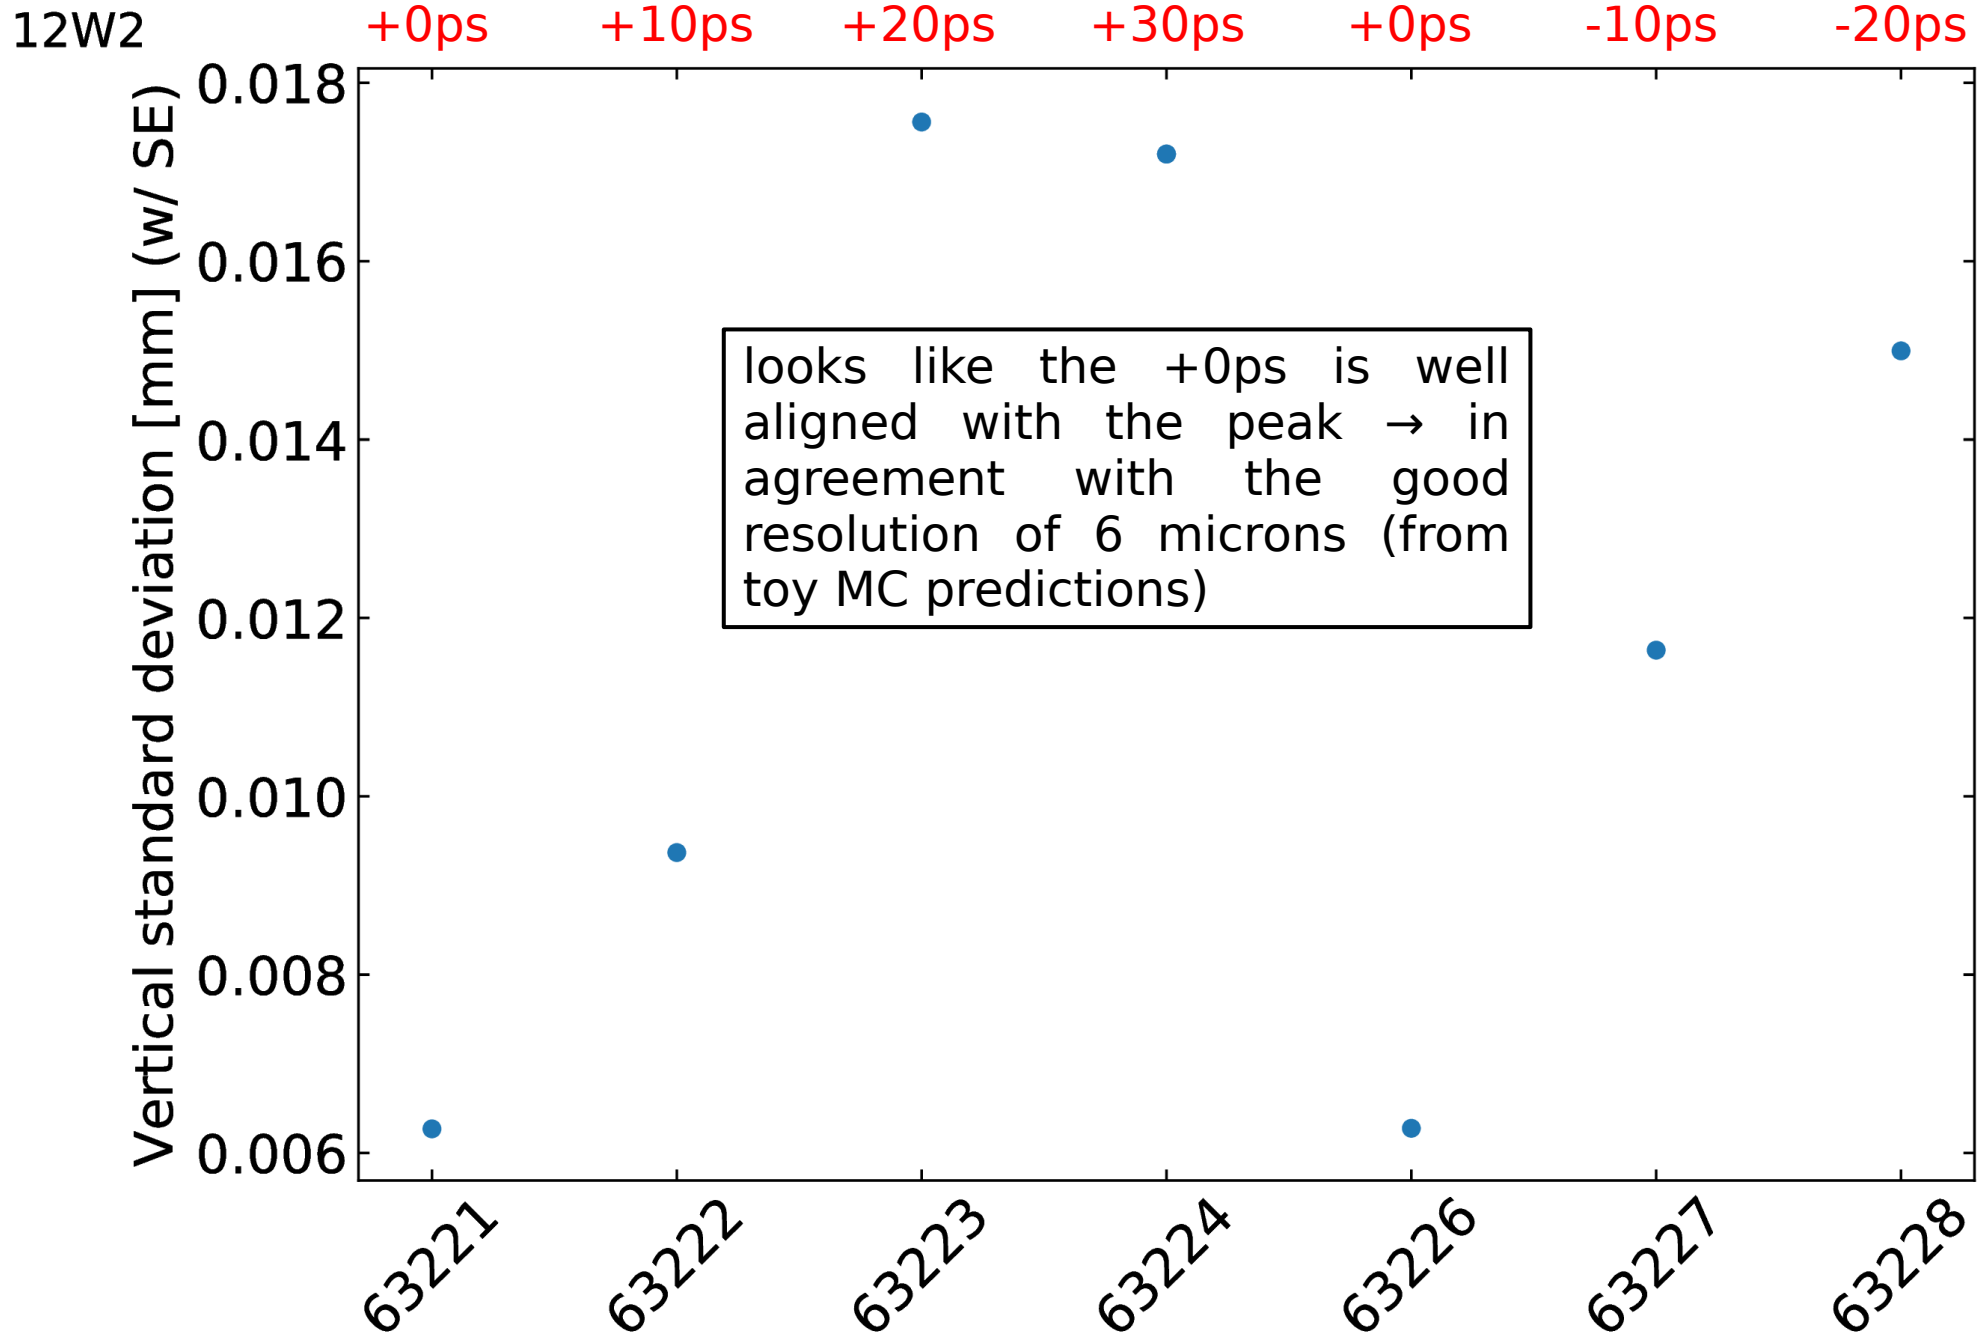 12W2
+0ps +10ps +20ps +30ps +0ps -10ps -20ps
Vertical standard deviation [mm] (w/ SE)
0.018
0.016
0.014
0.012
0.010
0.008
0.006
looks like the +0ps is well
aligned with the peak → in
agreement with the good
resolution of 6 microns (from
toy MC predictions)
63221 63222 63223 63224 63226 63227 63228